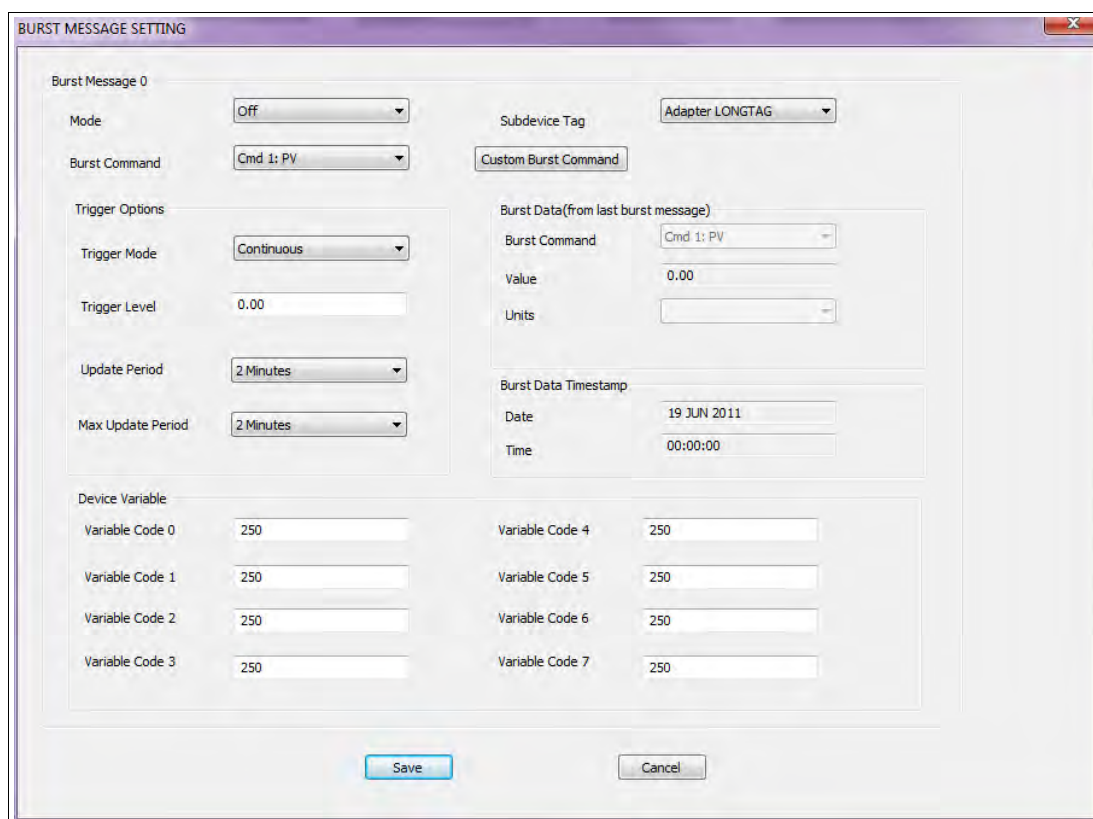 BURST MESSAGE SETTING
X
Burst Message 0
Mode
Off
Subdevice Tag
Adapter LONGTAG
Burst Command
Cmd 1: PV
Custom Burst Command
Trigger Options
Trigger Mode
Continuous
Trigger Level
0.00
Update Period
2 Minutes
Max Update Period
2 Minutes
Burst Data(from last burst message)
Burst Command
Cmd 1: PV
Value
0.00
Units
Burst Data Timestamp
Date
19 JUN 2011
Time
00:00:00
Device Variable
Variable Code 0
250
Variable Code 4
250
Variable Code 1
250
Variable Code 5
250
Variable Code 2
250
Variable Code 6
250
Variable Code 3
250
Variable Code 7
250
Save
Cancel